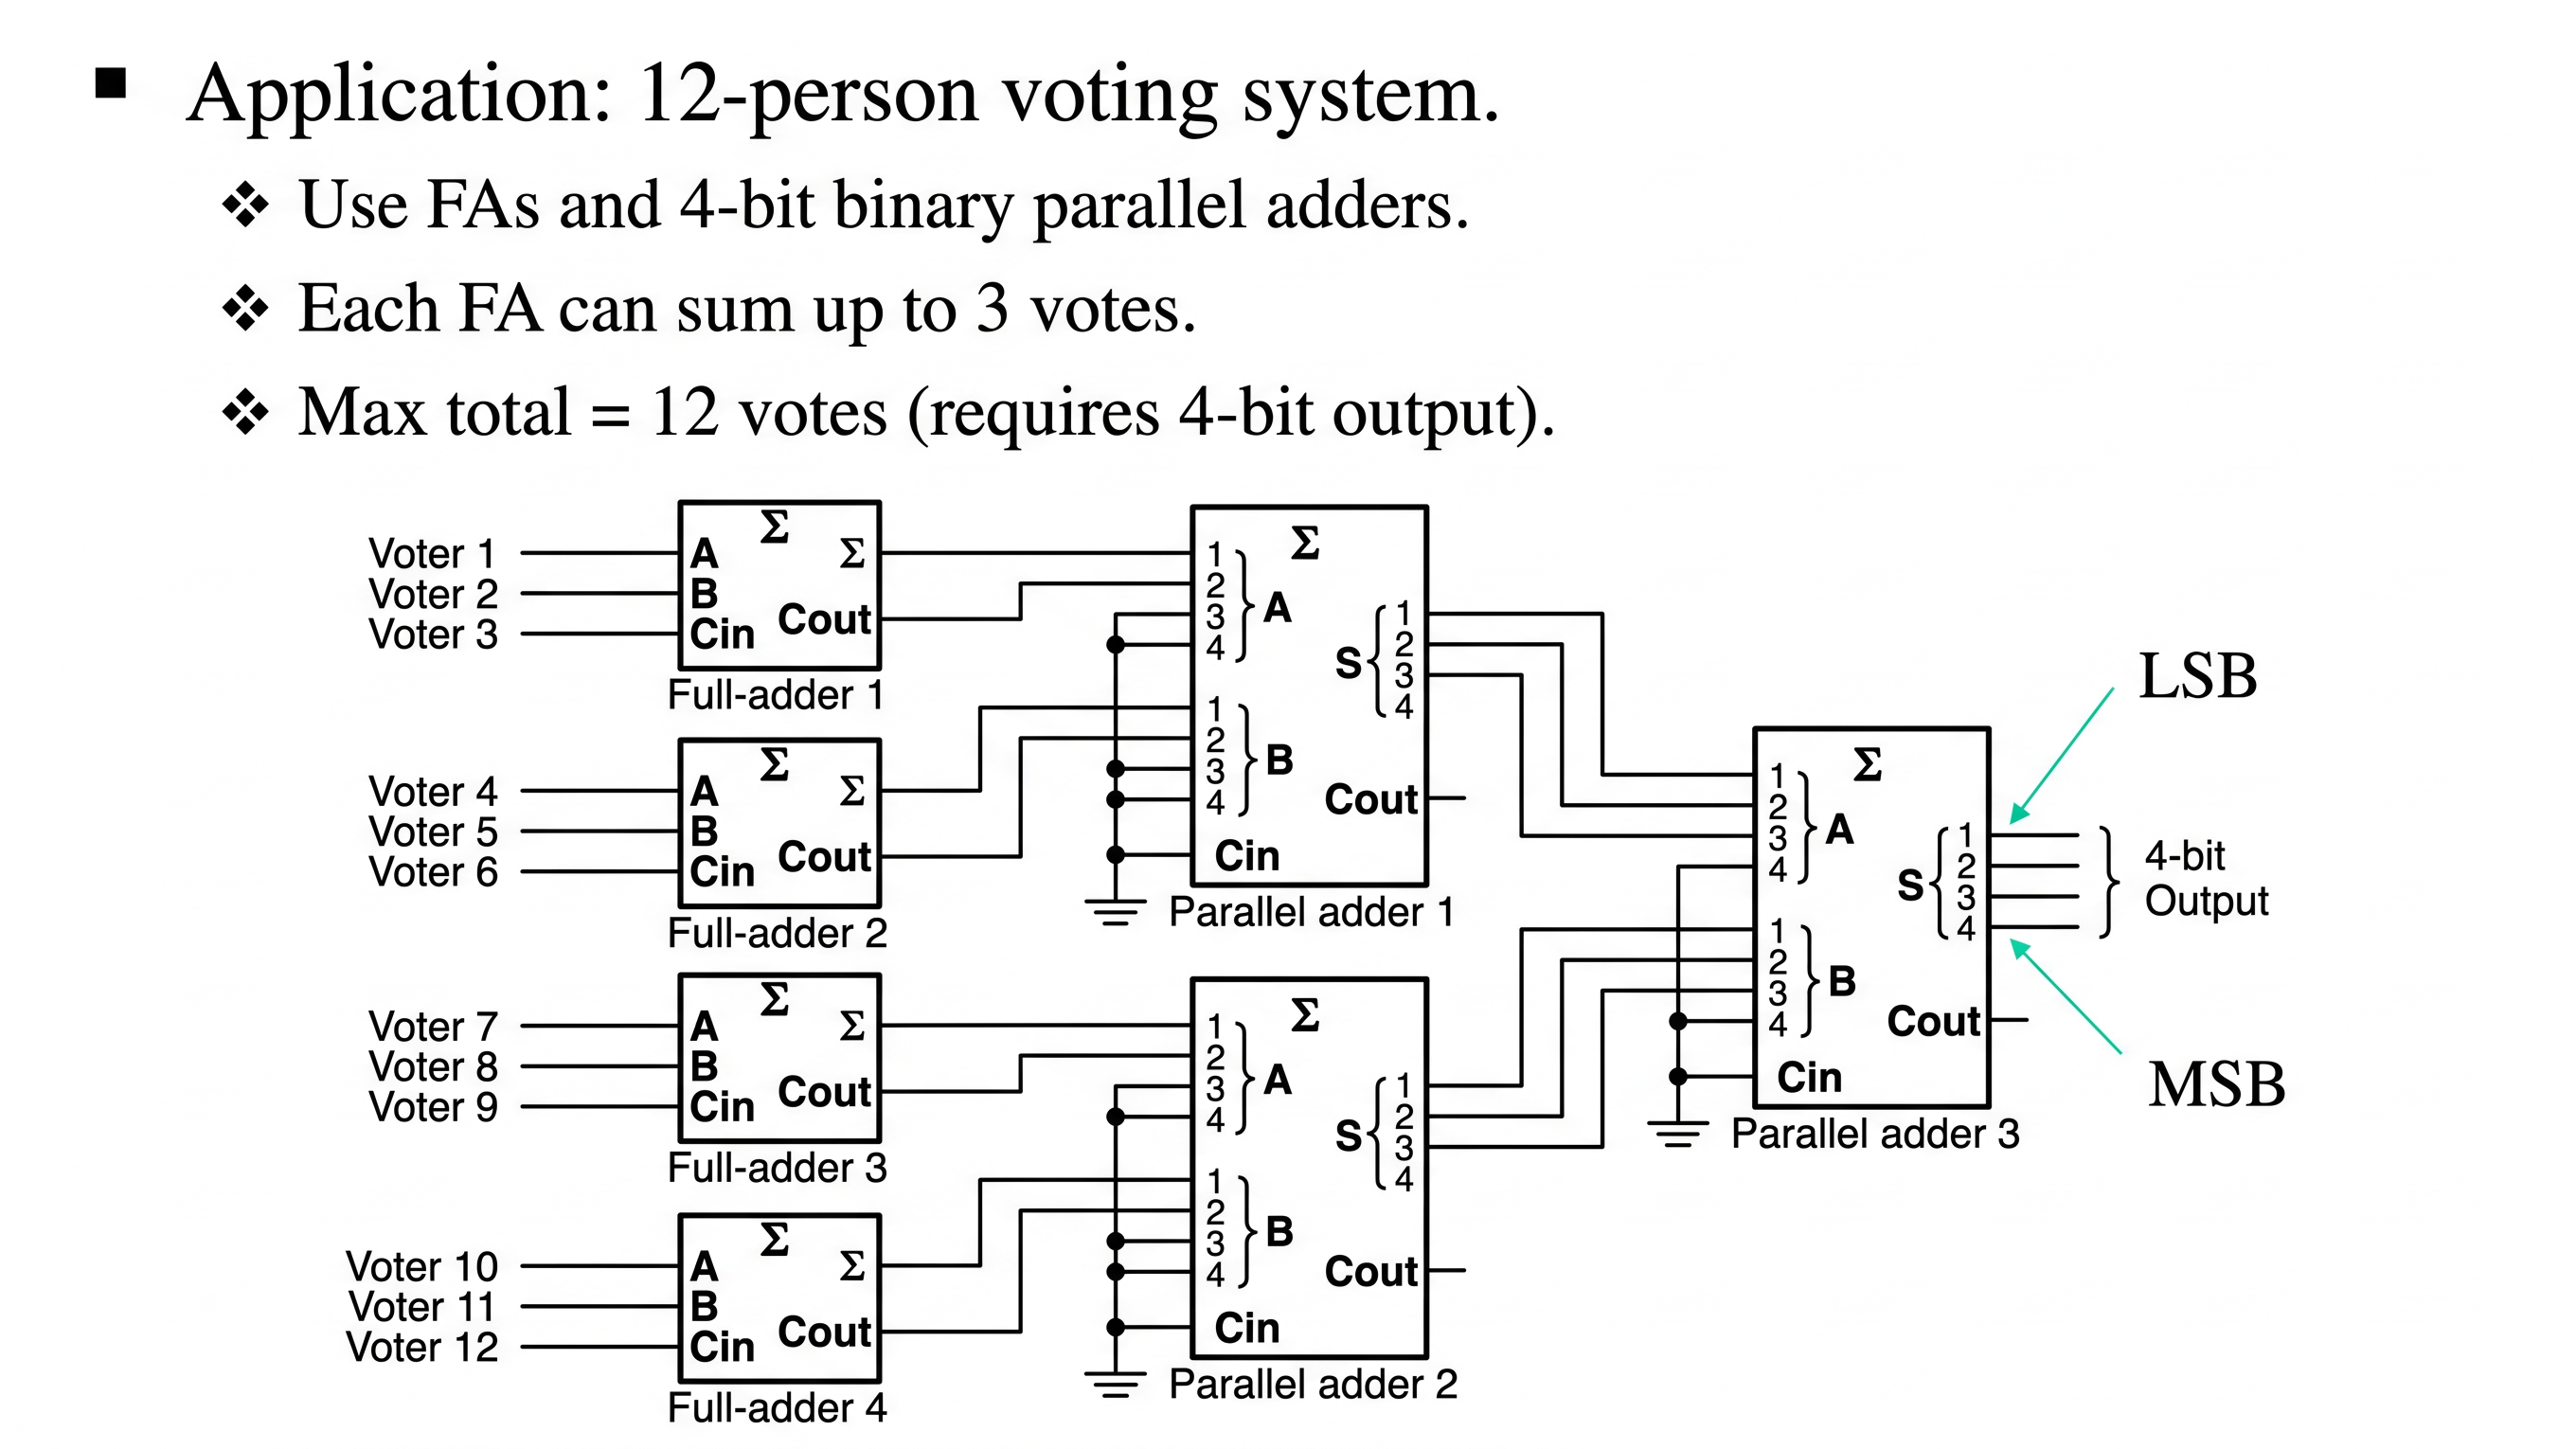 ▪ Application: 12-person voting system.
❖ Use FAs and 4-bit binary parallel adders.
❖ Each FA can sum up to 3 votes.
❖ Max total = 12 votes (requires 4-bit output).
Voter 1
Voter 2
Voter 3
Σ
A
B
Cin
Σ
Cout
Full-adder 1
Voter 4
Voter 5
Voter 6
Σ
A
B
Cin
Σ
Cout
Full-adder 2
Voter 7
Voter 8
Voter 9
Σ
A
B
Cin
Σ
Cout
Full-adder 3
Voter 10
Voter 11
Voter 12
Σ
A
B
Cin
Σ
Cout
Full-adder 4
Σ
1
2
3
4
A
1
2
3
4
B
Cin
S
1
2
3
4
Cout
Parallel adder 1
Σ
1
2
3
4
A
1
2
3
4
B
Cin
S
1
2
3
4
Cout
Parallel adder 2
Σ
1
2
3
4
A
1
2
3
4
B
Cin
S
1
2
3
4
Cout
Parallel adder 3
LSB
4-bit
Output
MSB